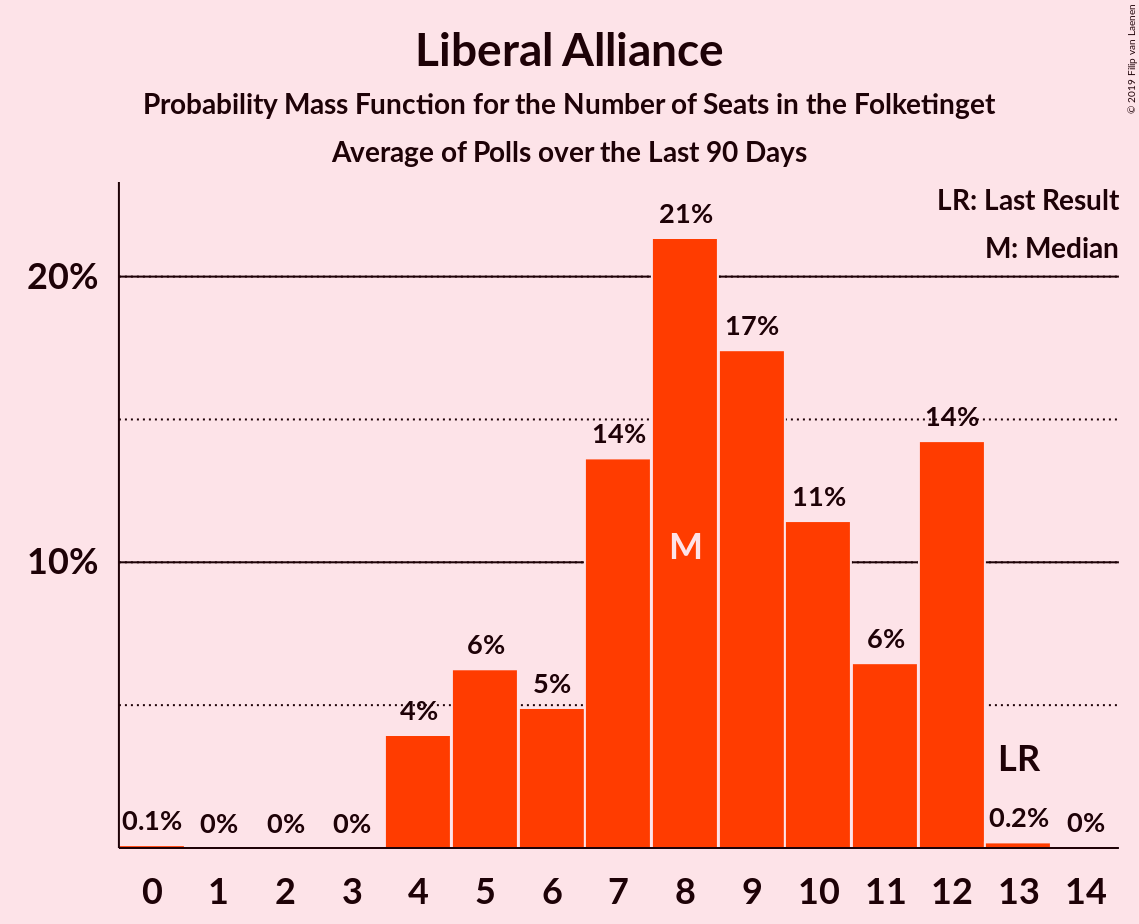 Liberal Alliance
Probability Mass Function for the Number of Seats in the Folketinget
Average of Polls over the Last 90 Days
© 2019 Filip van Laenen
LR: Last Result
M: Median
20%
10%
0.1%
0%
0%
0%
4%
6%
5%
14%
21%
17%
11%
6%
14%
0.2%
0%
M
LR
0 1 2 3 4 5 6 7 8 9 10 11 12 13 14